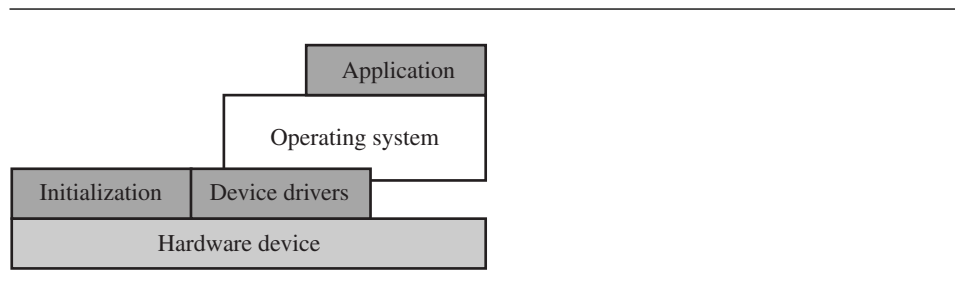 Application
Operating system
Initialization
Device drivers
Hardware device